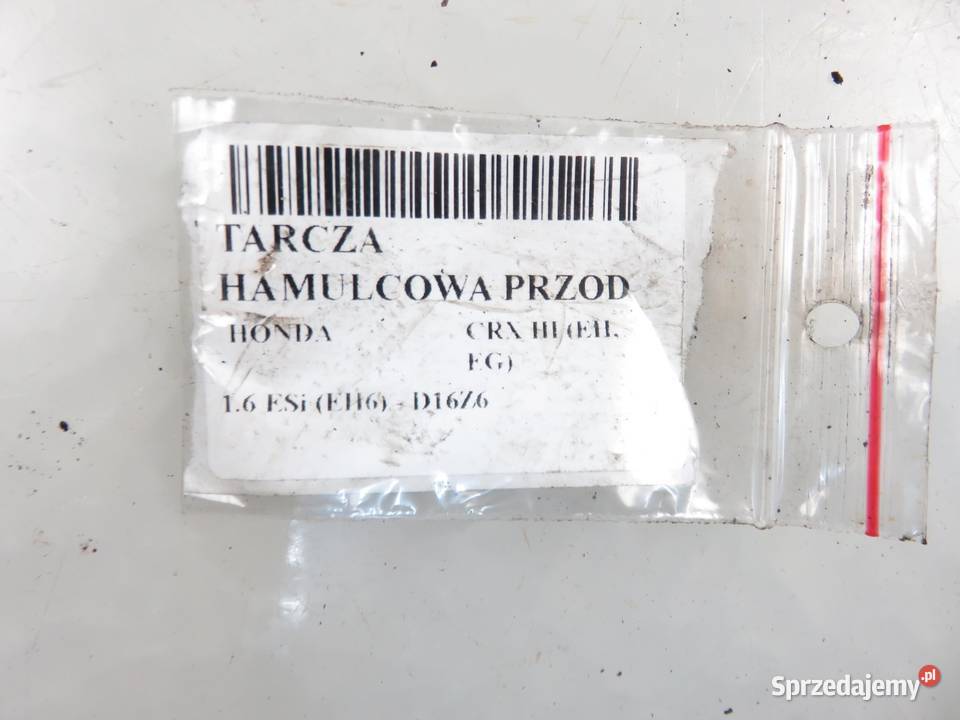 TARCZA
HAMULCOWA PRZOD
HONDA CRX III (EH,
EG)
1.6 ESi (EH6) - D16Z6
Sprzedajemy.pl